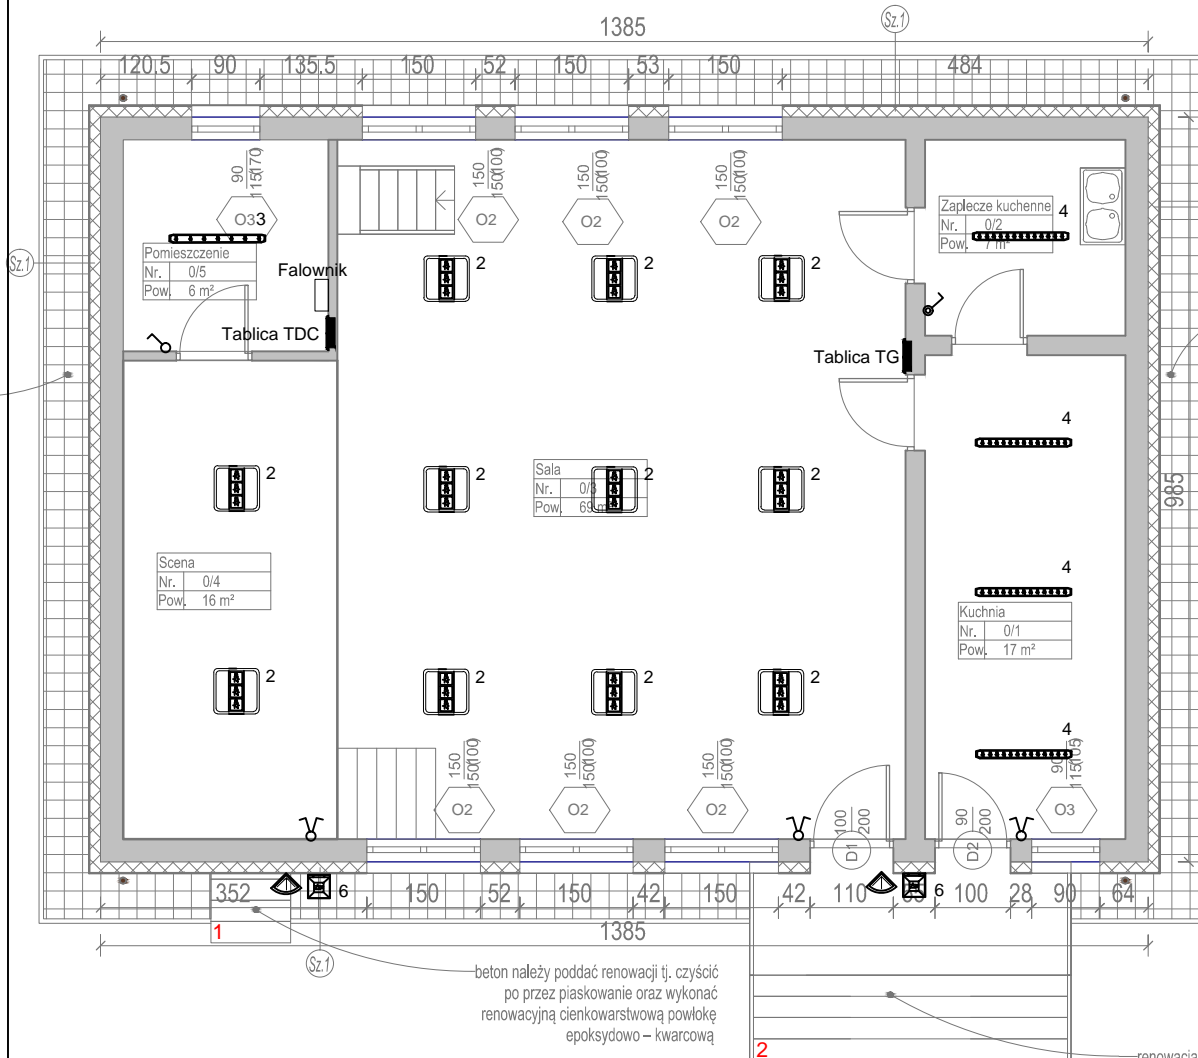 1385
Sz.1
120.5 90 135.5 150 52 150 53 150 484
90
115(170)
150
150(100)
150
150(100)
150
150(100)
O3 3
O2
O2
O2
Zaplecze kuchenne 4
Nr. 0/2
Pow. 7 m²
Sz.1
Pomieszczenie
Nr. 0/5
Pow. 6 m²
Falownik
2
2
2
Tablica TDC
Tablica TG
4
2
2
2
2
Sala
Nr. 0/3
Pow. 69 m²
985
Scena
Nr. 0/4
Pow. 16 m²
4
Kuchnia
Nr. 0/1
Pow. 17 m²
2
2
2
2
4
150
150(100)
150
150(100)
150
150(100)
90
115(105)
O2
O2
O2
O3
100
200
D1
90
200
D2
6
6
352 150 52 150 42 150 42 110 100 28 90 64
1
1385
Sz.1
beton należy poddać renowacji tj. czyścić
po przez piaskowanie oraz wykonać
renowacyjną cienkowarstwową powłokę
epoksydowo – kwarcową
2
renowacja